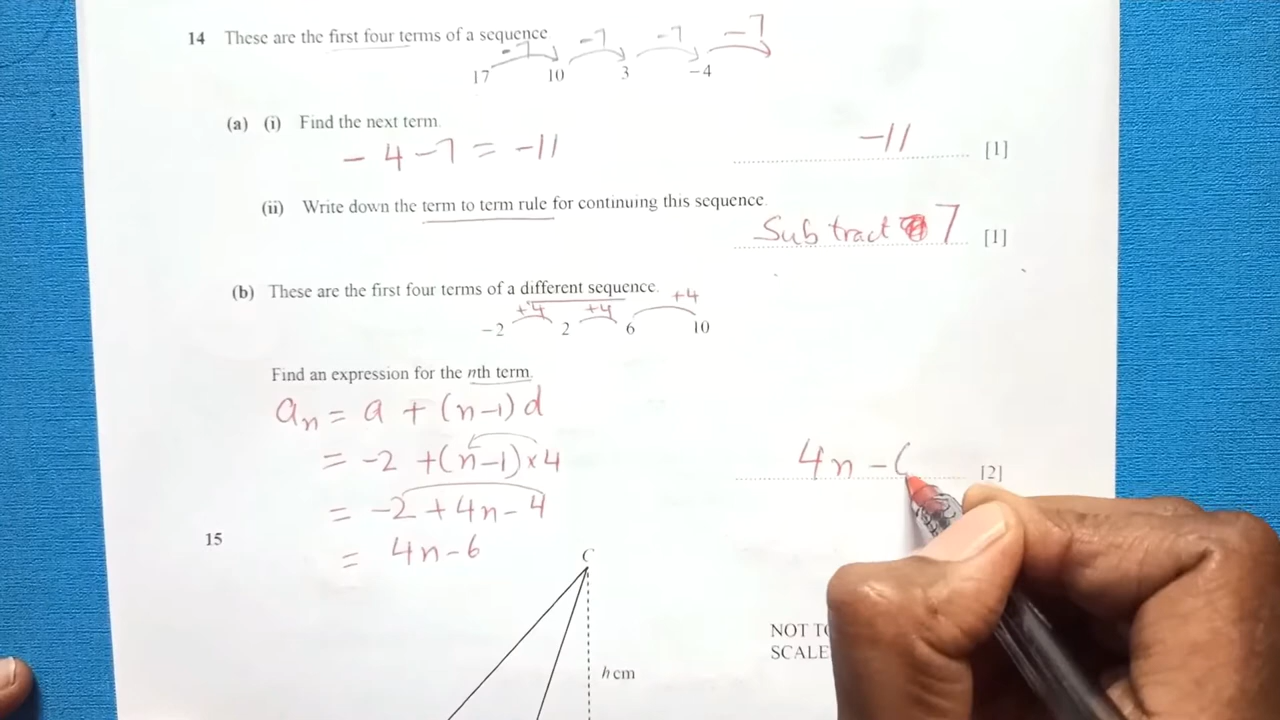 14 These are the first four terms of a sequence
-7 -7 -7 -7
17 10 3 -4
(a) (i) Find the next term.
- 4 - 7 = -11
-11 [1]
(ii) Write down the term to term rule for continuing this sequence.
Subtract 7 [1]
(b) These are the first four terms of a different sequence.
+4 +4 +4
-2 2 6 10
Find an expression for the nth term.
an = a + (n-1) d
= -2 +(n-1)×4
4n - [2]
= -2 + 4n - 4
= 4n - 6
15
C
NOT
SCALE
h cm